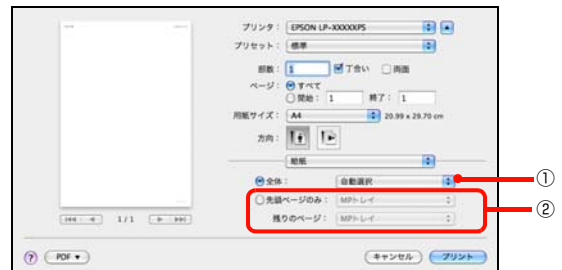 プリンタ： EPSON LP-XXXXXPS
プリセット： 標準
部数： 1 丁合い 両面
ページ： すべて
開始： 1 終了： 1
用紙サイズ： A4 20.99 x 29.70 cm
方向：
給紙
全体： 自動選択 ①
先頭ページのみ： MPトレイ ②
残りのページ： MPトレイ
1/1
? PDF キャンセル プリント